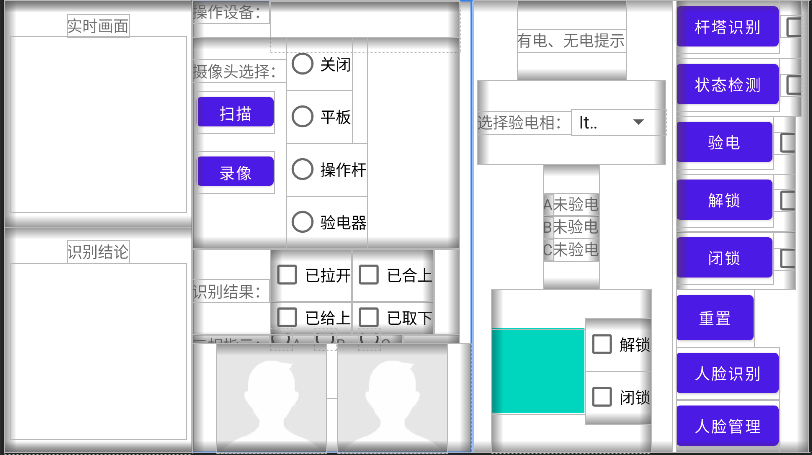 实时画面
识别结论
操作设备：
摄像头选择：
关闭
平板
操作杆
验电器
扫描
录像
识别结果：
已拉开
已合上
已给上
已取下
有电、无电提示
选择验电相：
It..
A未验电
B未验电
C未验电
解锁
闭锁
杆塔识别
状态检测
验电
解锁
闭锁
重置
人脸识别
人脸管理